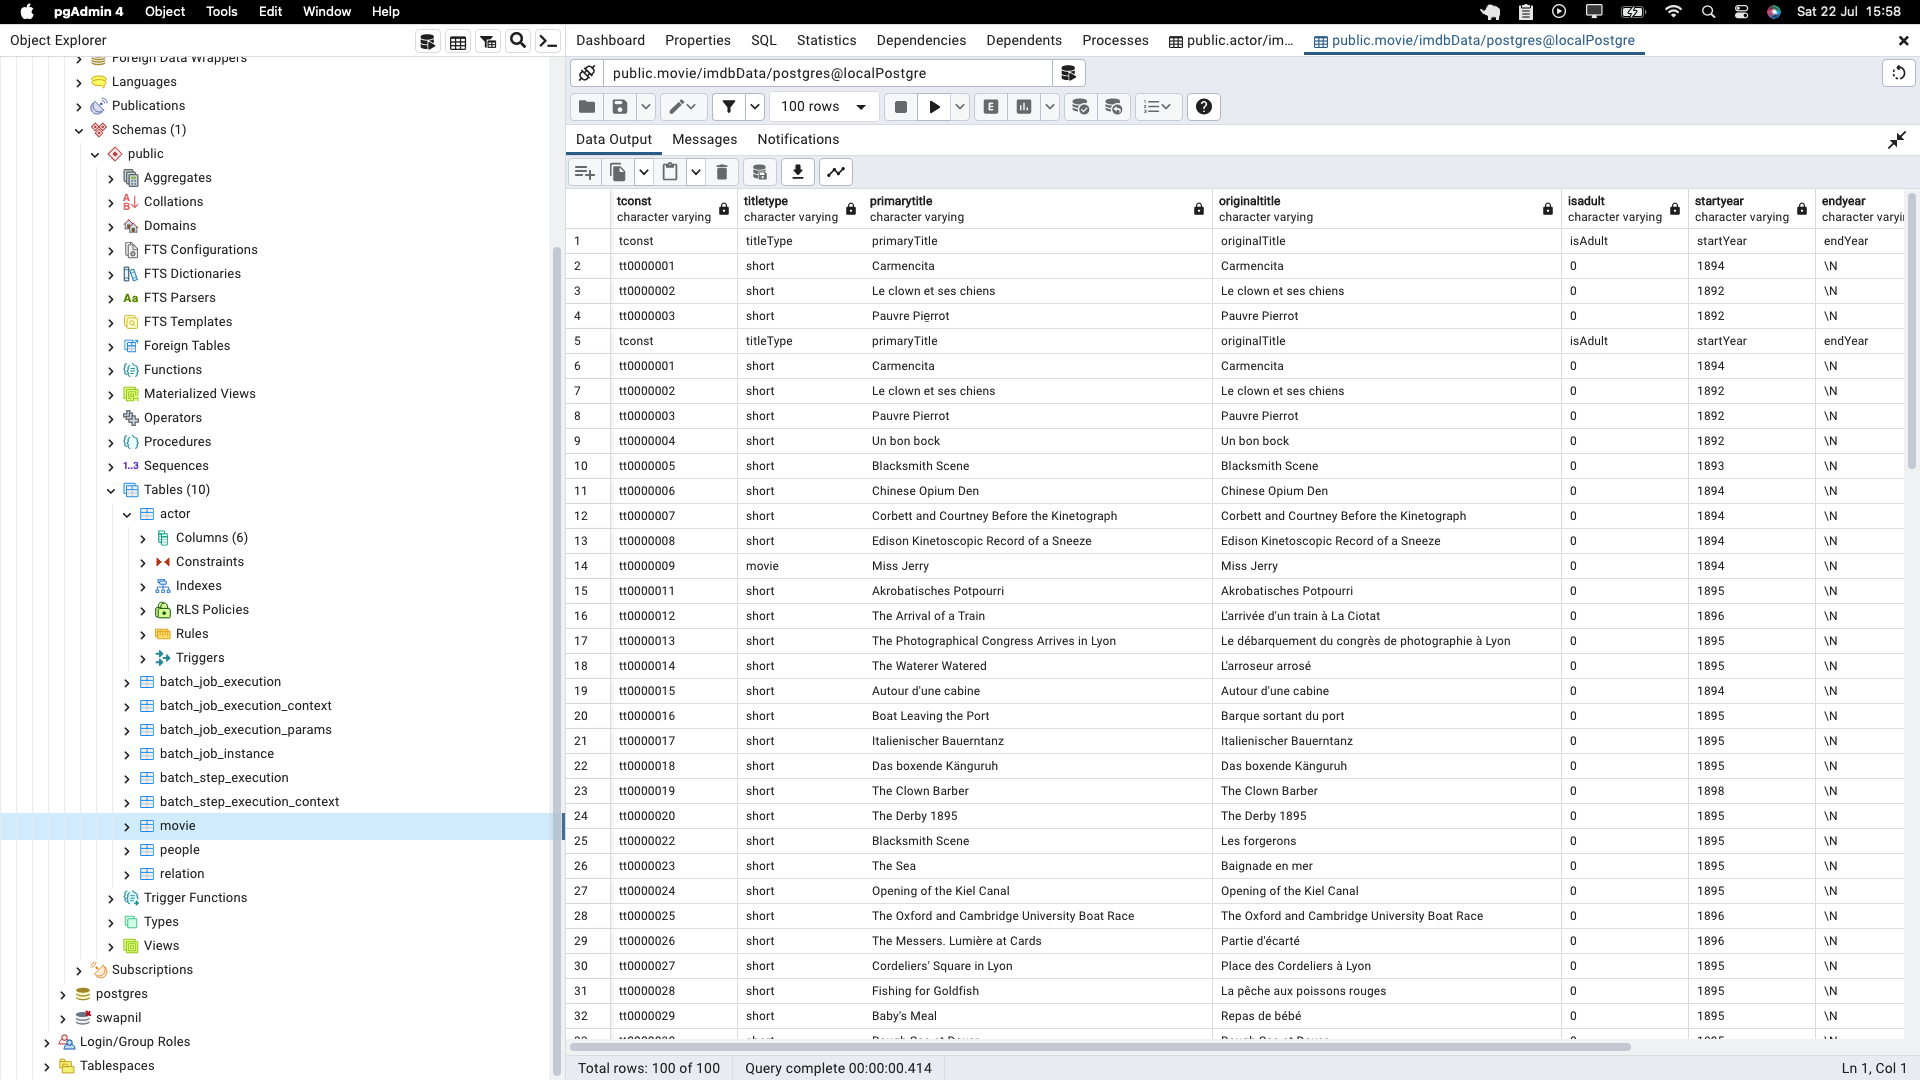 pgAdmin 4 Object Tools Edit Window Help Sat 22 Jul 15:58
Object Explorer
Foreign Data Wrappers
Languages
Publications
Schemas (1)
public
Aggregates
Collations
Domains
FTS Configurations
FTS Dictionaries
FTS Parsers
FTS Templates
Foreign Tables
Functions
Materialized Views
Operators
Procedures
1..3 Sequences
Tables (10)
actor
Columns (6)
Constraints
Indexes
RLS Policies
Rules
Triggers
batch_job_execution
batch_job_execution_context
batch_job_execution_params
batch_job_instance
batch_step_execution
batch_step_execution_context
movie
people
relation
Trigger Functions
Types
Views
Subscriptions
postgres
swapnil
Login/Group Roles
Tablespaces
Dashboard Properties SQL Statistics Dependencies Dependents Processes public.actor/im... public.movie/imdbData/postgres@localPostgre
public.movie/imdbData/postgres@localPostgre
100 rows E
Data Output Messages Notifications
tconst titletype primarytitle originaltitle isadult startyear endyear
character varying character varying character varying character varying character varying character varying character varyi
1 tconst titleType primaryTitle originalTitle isAdult startYear endYear
2 tt0000001 short Carmencita Carmencita 0 1894 \N
3 tt0000002 short Le clown et ses chiens Le clown et ses chiens 0 1892 \N
4 tt0000003 short Pauvre Pierrot Pauvre Pierrot 0 1892 \N
5 tconst titleType primaryTitle originalTitle isAdult startYear endYear
6 tt0000001 short Carmencita Carmencita 0 1894 \N
7 tt0000002 short Le clown et ses chiens Le clown et ses chiens 0 1892 \N
8 tt0000003 short Pauvre Pierrot Pauvre Pierrot 0 1892 \N
9 tt0000004 short Un bon bock Un bon bock 0 1892 \N
10 tt0000005 short Blacksmith Scene Blacksmith Scene 0 1893 \N
11 tt0000006 short Chinese Opium Den Chinese Opium Den 0 1894 \N
12 tt0000007 short Corbett and Courtney Before the Kinetograph Corbett and Courtney Before the Kinetograph 0 1894 \N
13 tt0000008 short Edison Kinetoscopic Record of a Sneeze Edison Kinetoscopic Record of a Sneeze 0 1894 \N
14 tt0000009 movie Miss Jerry Miss Jerry 0 1894 \N
15 tt0000011 short Akrobatisches Potpourri Akrobatisches Potpourri 0 1895 \N
16 tt0000012 short The Arrival of a Train L'arrivée d'un train à La Ciotat 0 1896 \N
17 tt0000013 short The Photographical Congress Arrives in Lyon Le débarquement du congrès de photographie à Lyon 0 1895 \N
18 tt0000014 short The Waterer Watered L'arroseur arrosé 0 1895 \N
19 tt0000015 short Autour d'une cabine Autour d'une cabine 0 1894 \N
20 tt0000016 short Boat Leaving the Port Barque sortant du port 0 1895 \N
21 tt0000017 short Italienischer Bauerntanz Italienischer Bauerntanz 0 1895 \N
22 tt0000018 short Das boxende Känguruh Das boxende Känguruh 0 1895 \N
23 tt0000019 short The Clown Barber The Clown Barber 0 1898 \N
24 tt0000020 short The Derby 1895 The Derby 1895 0 1895 \N
25 tt0000022 short Blacksmith Scene Les forgerons 0 1895 \N
26 tt0000023 short The Sea Baignade en mer 0 1895 \N
27 tt0000024 short Opening of the Kiel Canal Opening of the Kiel Canal 0 1895 \N
28 tt0000025 short The Oxford and Cambridge University Boat Race The Oxford and Cambridge University Boat Race 0 1896 \N
29 tt0000026 short The Messers. Lumière at Cards Partie d'écarté 0 1896 \N
30 tt0000027 short Cordeliers' Square in Lyon Place des Cordeliers à Lyon 0 1895 \N
31 tt0000028 short Fishing for Goldfish La pêche aux poissons rouges 0 1895 \N
32 tt0000029 short Baby's Meal Repas de bébé 0 1895 \N
Total rows: 100 of 100 Query complete 00:00:00.414 Ln 1, Col 1